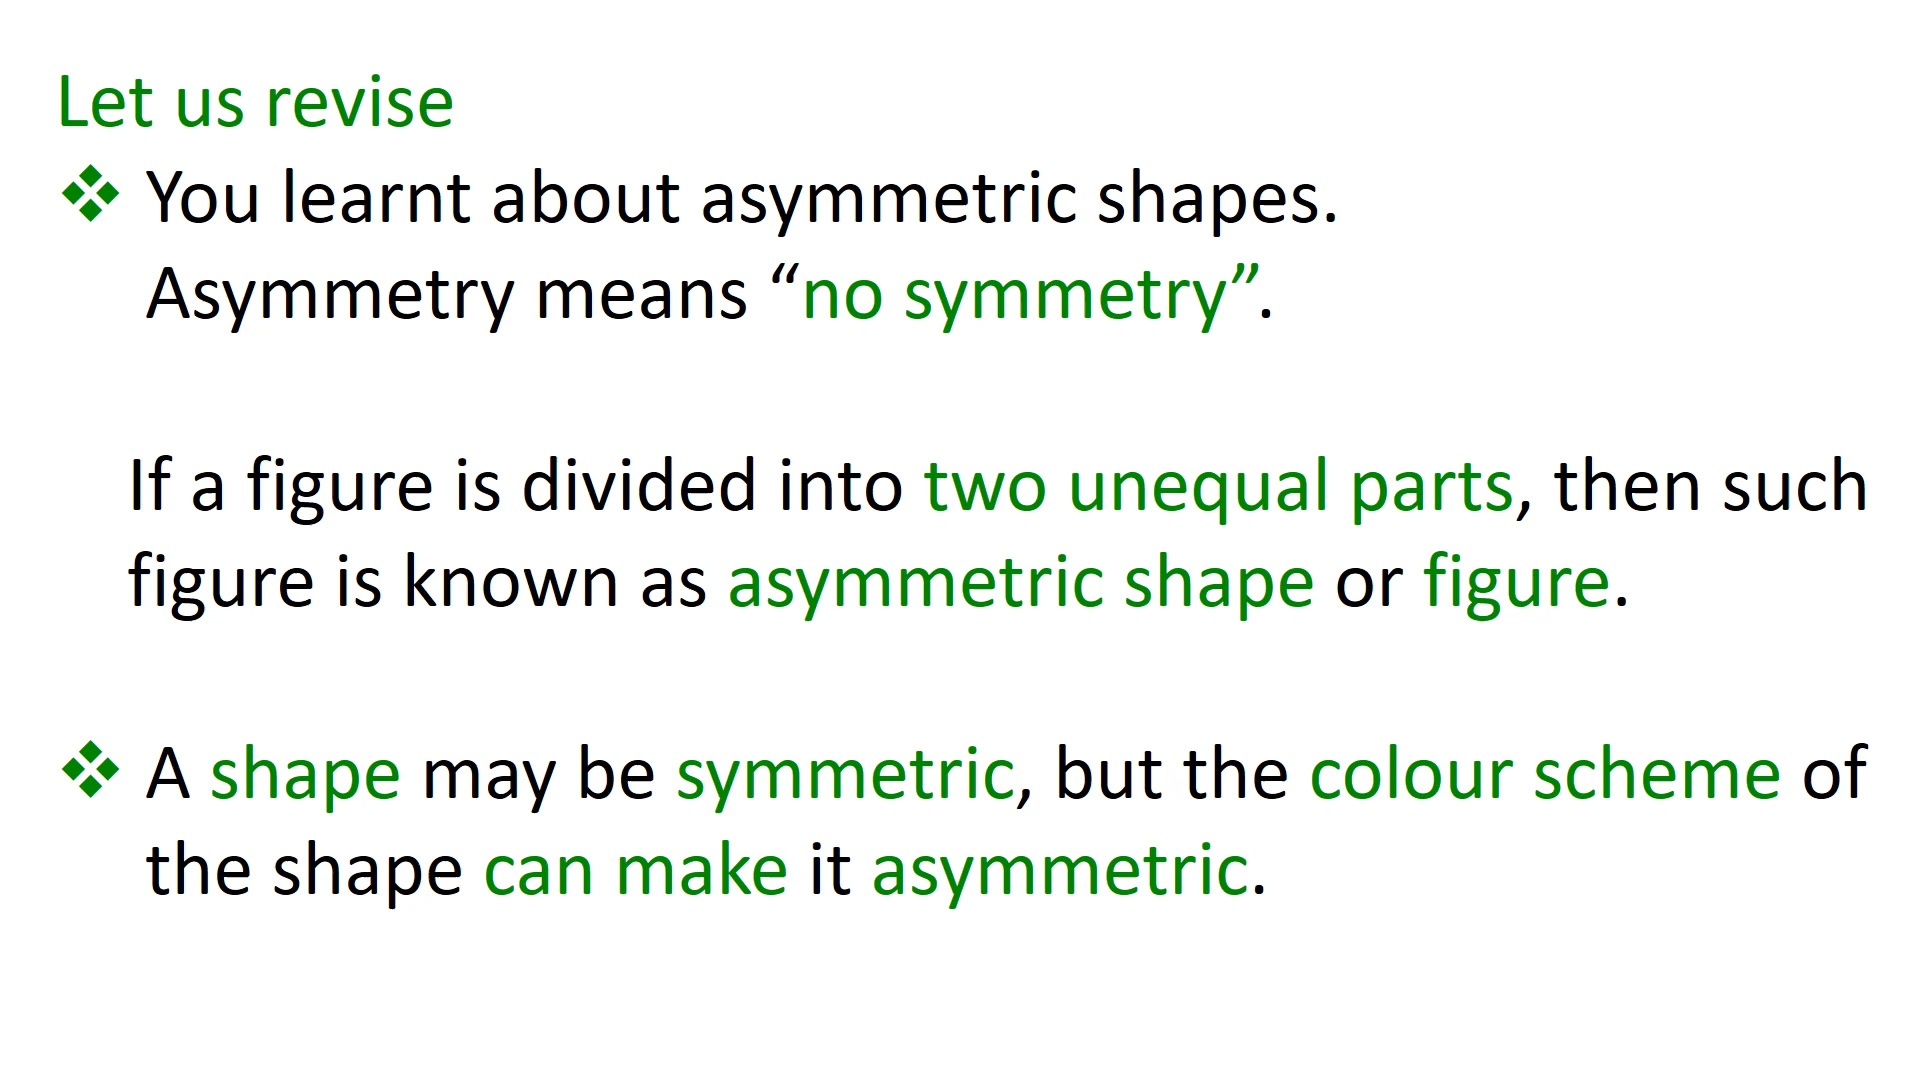 Let us revise
❖ You learnt about asymmetric shapes.
Asymmetry means “no symmetry”.
If a figure is divided into two unequal parts, then such
figure is known as asymmetric shape or figure.
❖ A shape may be symmetric, but the colour scheme of
the shape can make it asymmetric.